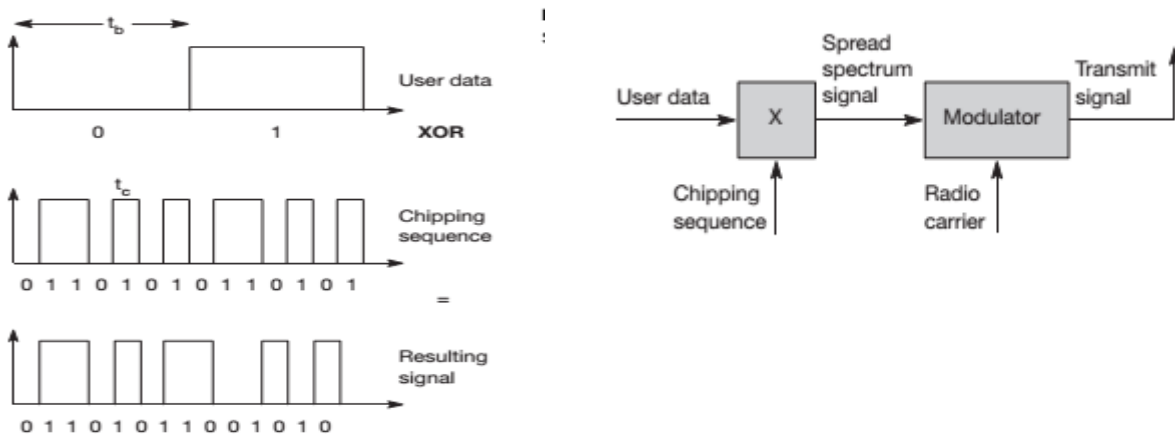 t_b
User data
0 1 XOR
t_c
Chipping
sequence
0 1 1 0 1 0 1 0 1 1 0 1 0 1
=
Resulting
signal
0 1 1 0 1 0 1 1 0 0 1 0 1 0
User data
X
Spread
spectrum
signal
Modulator
Transmit
signal
Chipping
sequence
Radio
carrier